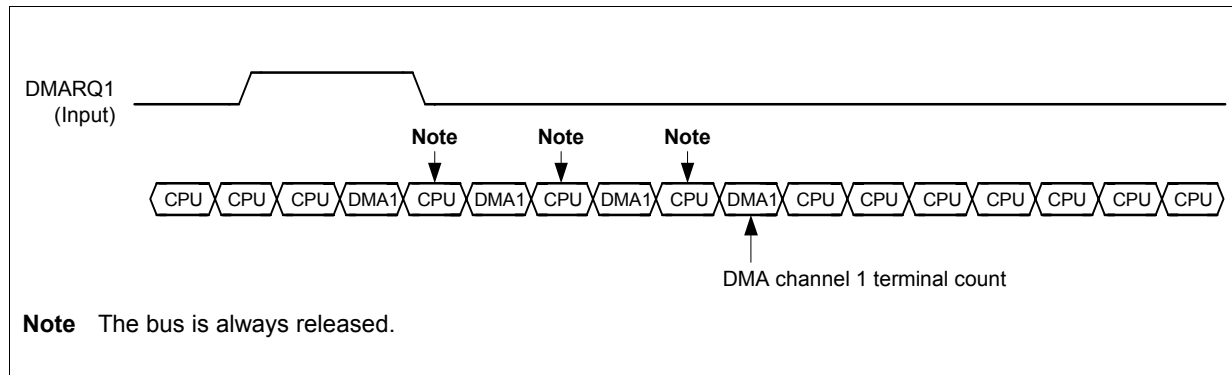 DMARQ1
(Input)
Note Note Note
CPU CPU CPU DMA1 CPU DMA1 CPU DMA1 CPU DMA1 CPU CPU CPU CPU CPU CPU CPU
DMA channel 1 terminal count
Note The bus is always released.